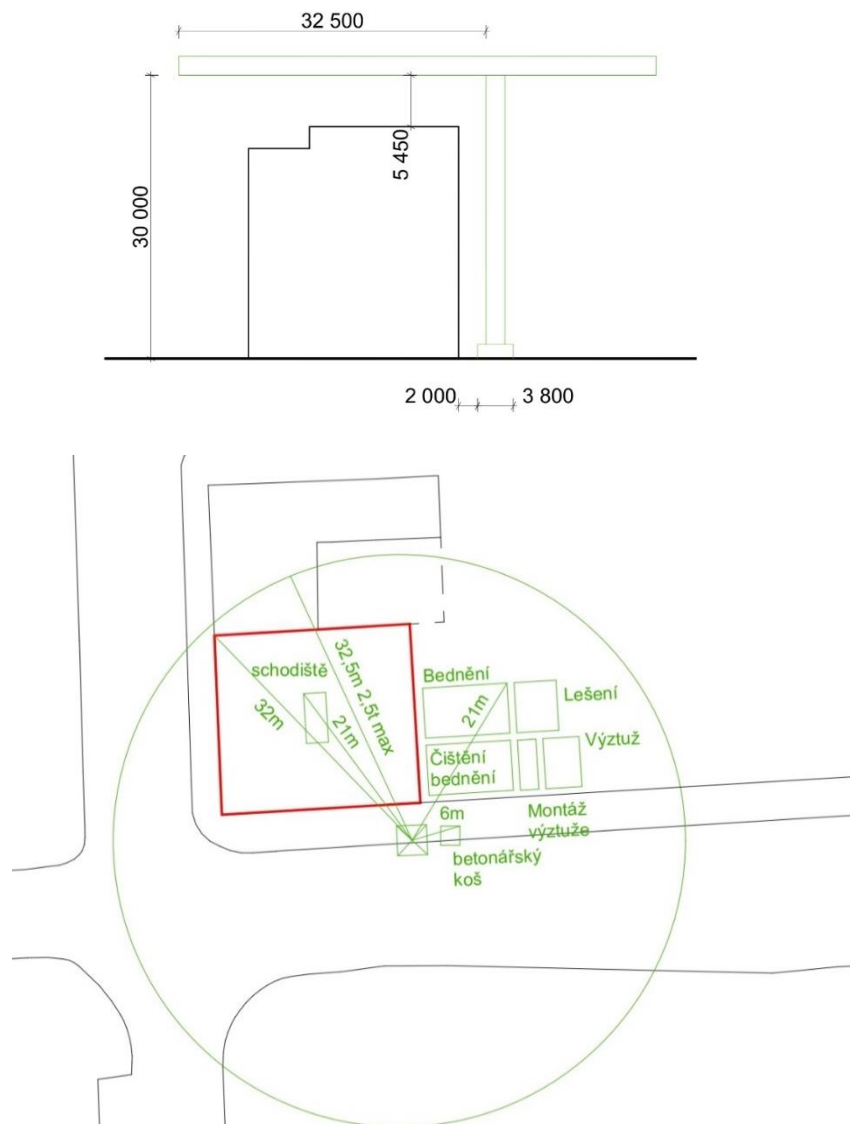 32 500
5 450
30 000
2 000
3 800
schodiště
32m
21m
32,5m 2,5t max
Bednění
21m
Lešení
Čištění
bednění
Výztuž
6m
Montáž
výztuže
betonářský
koš